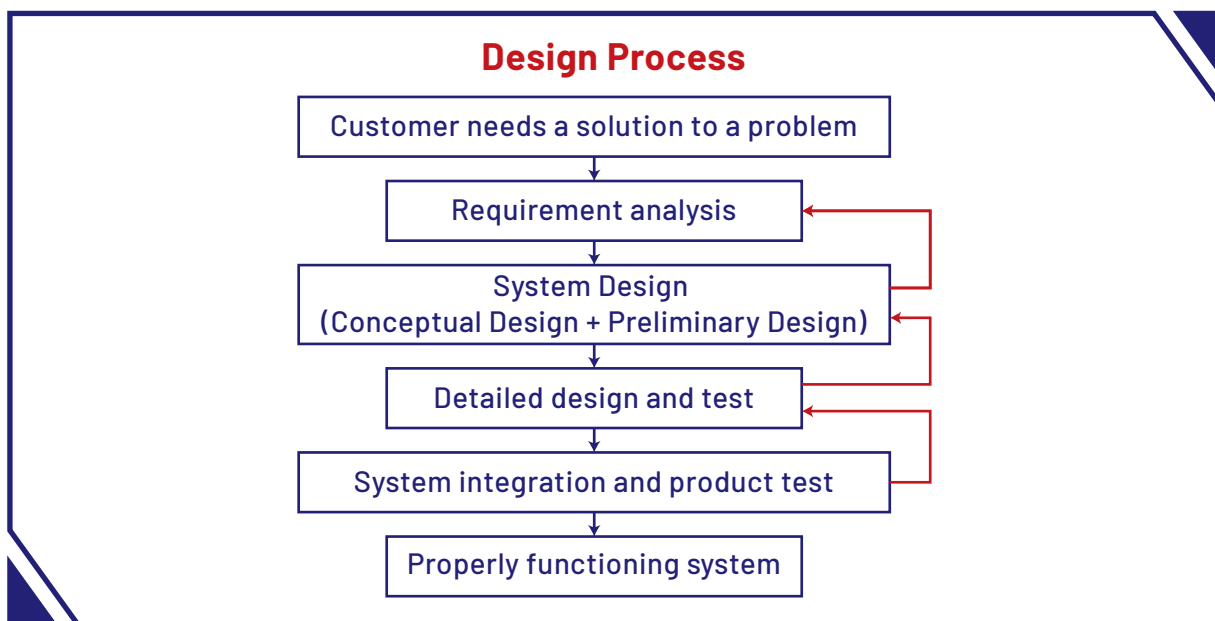 Design Process
Customer needs a solution to a problem
Requirement analysis
System Design
(Conceptual Design + Preliminary Design)
Detailed design and test
System integration and product test
Properly functioning system